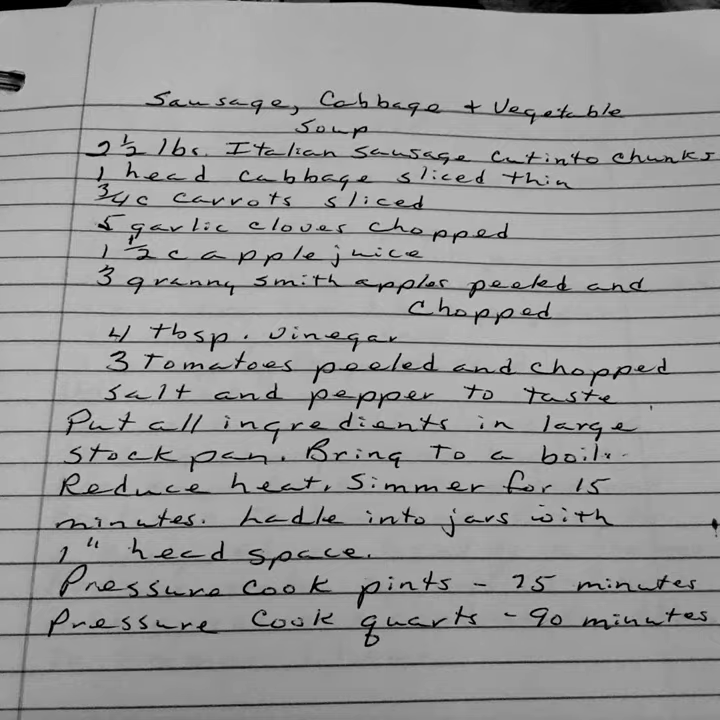 Sausage, Cabbage + Vegetable
Soup
2 1/2 lbs. Italian sausage cut into chunks
1 head cabbage sliced thin
3/4 c carrots sliced
5 garlic cloves chopped
1 1/2 c apple juice
3 granny smith apples peeled and
chopped
4 tbsp. vinegar
3 Tomatoes peeled and chopped
salt and pepper to taste
Put all ingredients in large
stock pan. Bring to a boil.
Reduce heat, simmer for 15
minutes. Ladle into jars with
1" head space.
Pressure cook pints - 75 minutes
Pressure cook quarts - 90 minutes